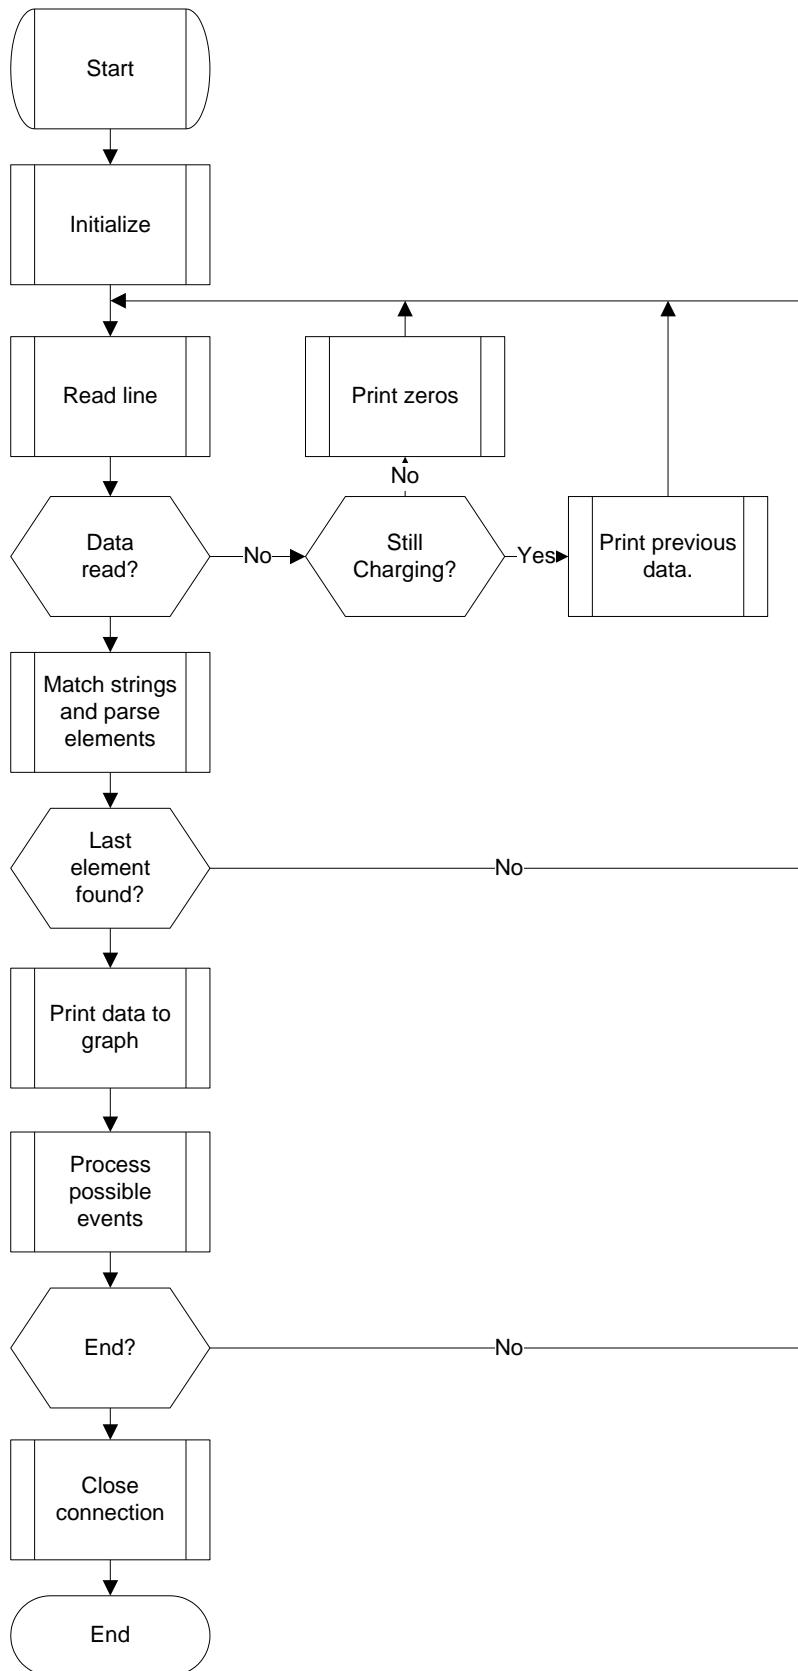 Start
Initialize
Read line
Print zeros
No
Data
read?
No
Still
Charging?
Yes
Print previous
data.
Match strings
and parse
elements
Last
element
found?
No
Print data to
graph
Process
possible
events
End?
No
Close
connection
End